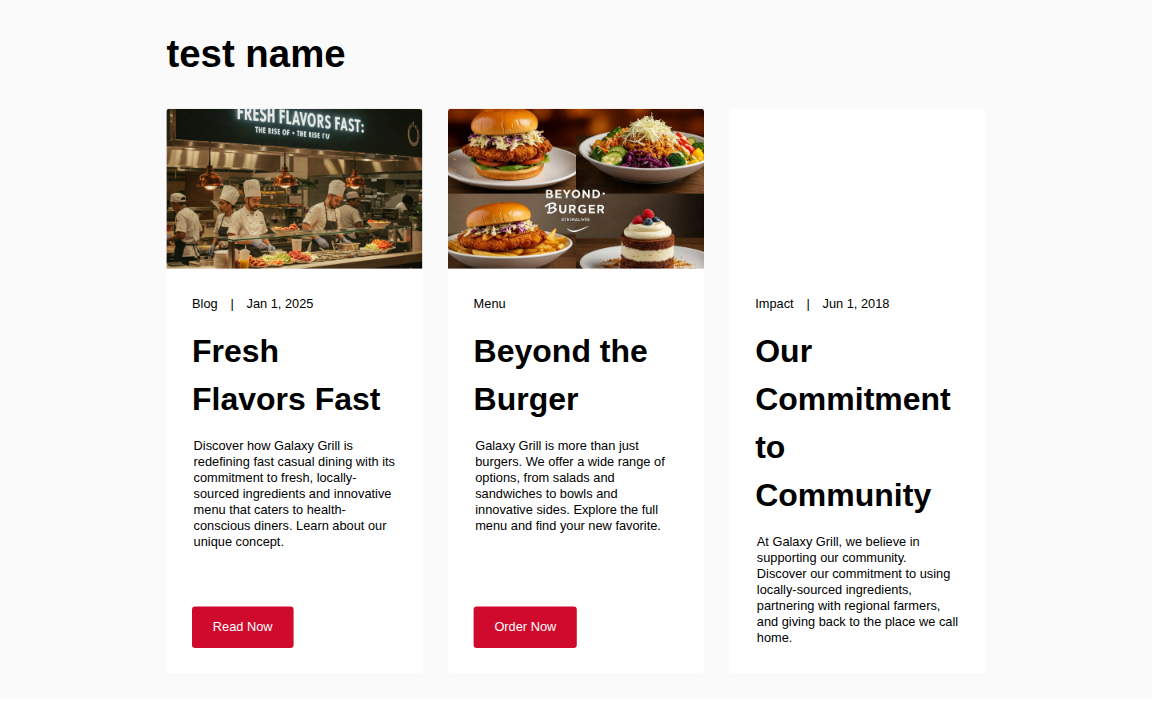 test name
FRESH FLAVORS FAST:
THE RISE OF • THE RISE I'U
BEYOND·
BURGER
Blog | Jan 1, 2025
Fresh
Flavors Fast
Discover how Galaxy Grill is
redefining fast casual dining with its
commitment to fresh, locally-
sourced ingredients and innovative
menu that caters to health-
conscious diners. Learn about our
unique concept.
Read Now
Menu
Beyond the
Burger
Galaxy Grill is more than just
burgers. We offer a wide range of
options, from salads and
sandwiches to bowls and
innovative sides. Explore the full
menu and find your new favorite.
Order Now
Impact | Jun 1, 2018
Our
Commitment
to
Community
At Galaxy Grill, we believe in
supporting our community.
Discover our commitment to using
locally-sourced ingredients,
partnering with regional farmers,
and giving back to the place we call
home.